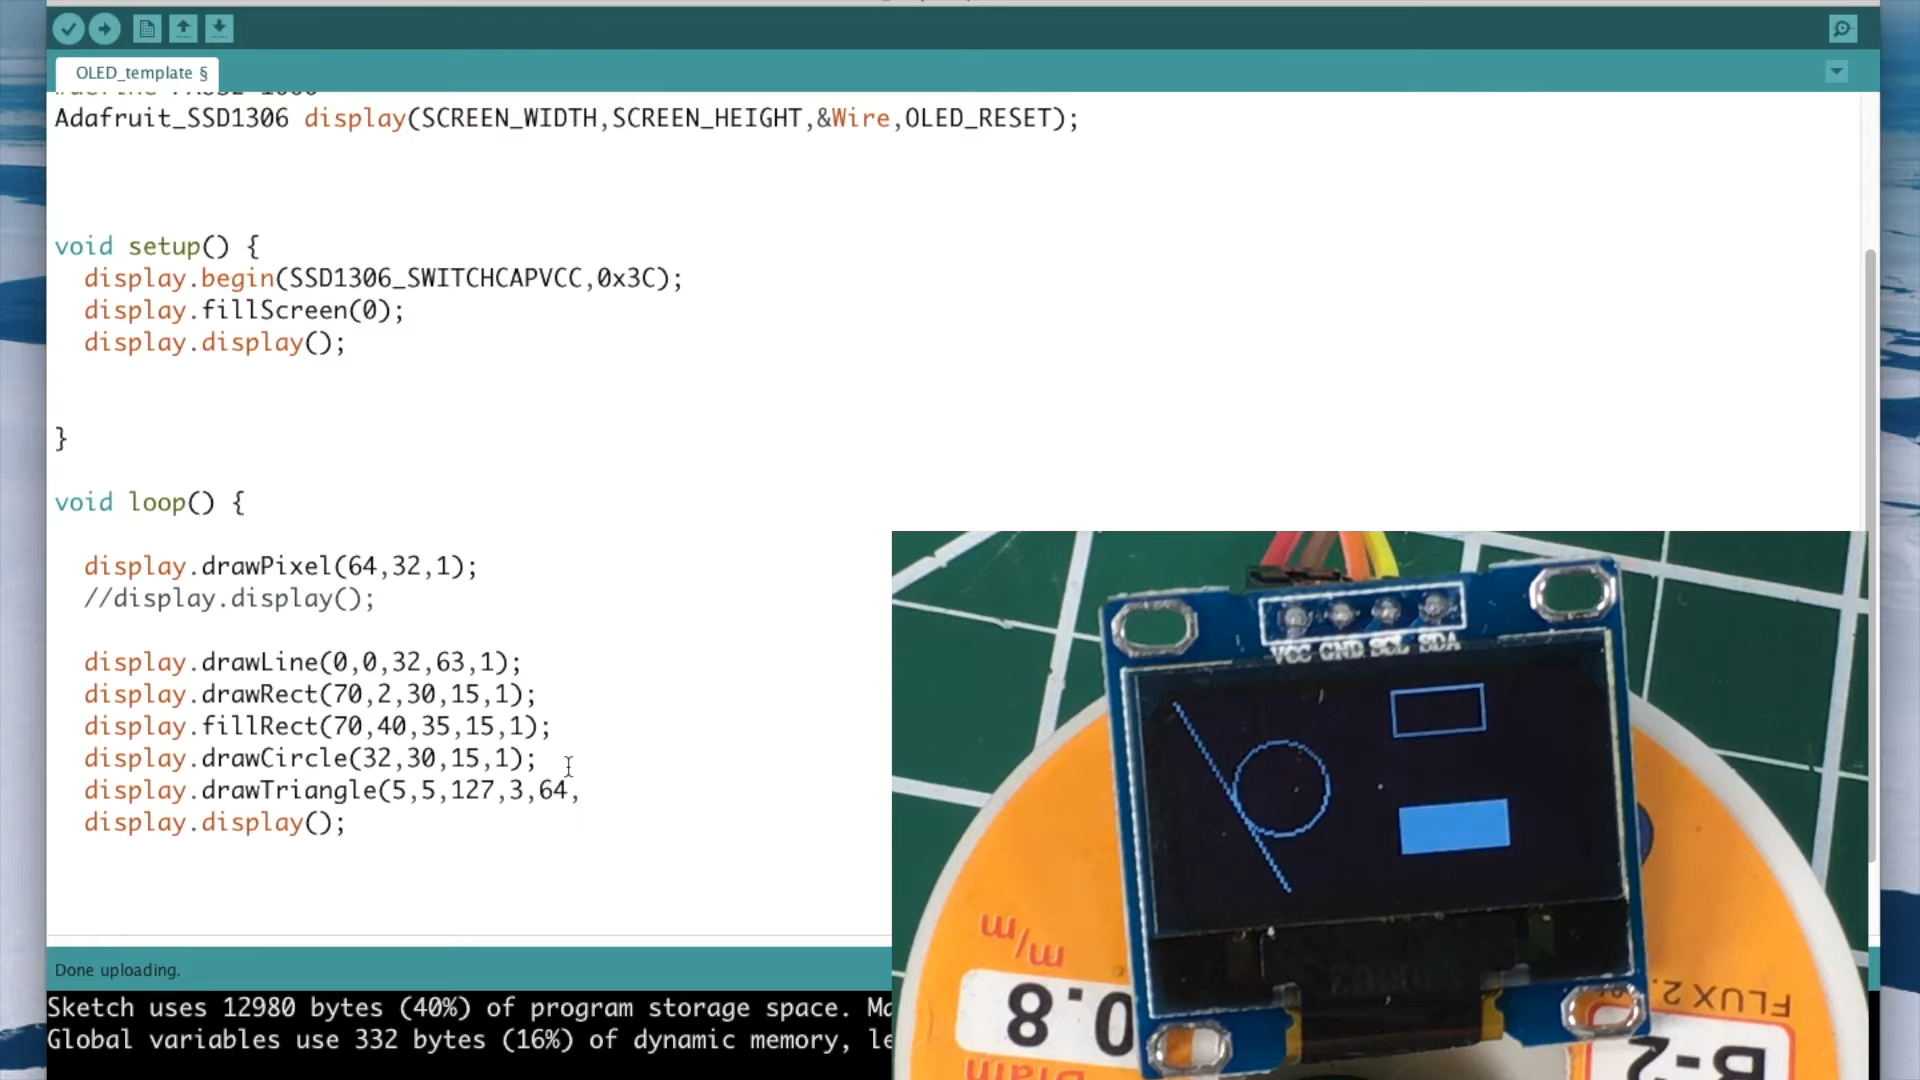 OLED_template §
Adafruit_SSD1306 display(SCREEN_WIDTH,SCREEN_HEIGHT,&Wire,OLED_RESET);
void setup() {
display.begin(SSD1306_SWITCHCAPVCC,0x3C);
display.fillScreen(0);
display.display();
}
void loop() {
display.drawPixel(64,32,1);
//display.display();
display.drawLine(0,0,32,63,1);
display.drawRect(70,2,30,15,1);
display.fillRect(70,40,35,15,1);
display.drawCircle(32,30,15,1);
display.drawTriangle(5,5,127,3,64,
display.display();
Done uploading.
Sketch uses 12980 bytes (40%) of program storage space. Ma
Global variables use 332 bytes (16%) of dynamic memory, le
VCC GND SCL SDA
m/m
0.8
FLUX 2.
B-2